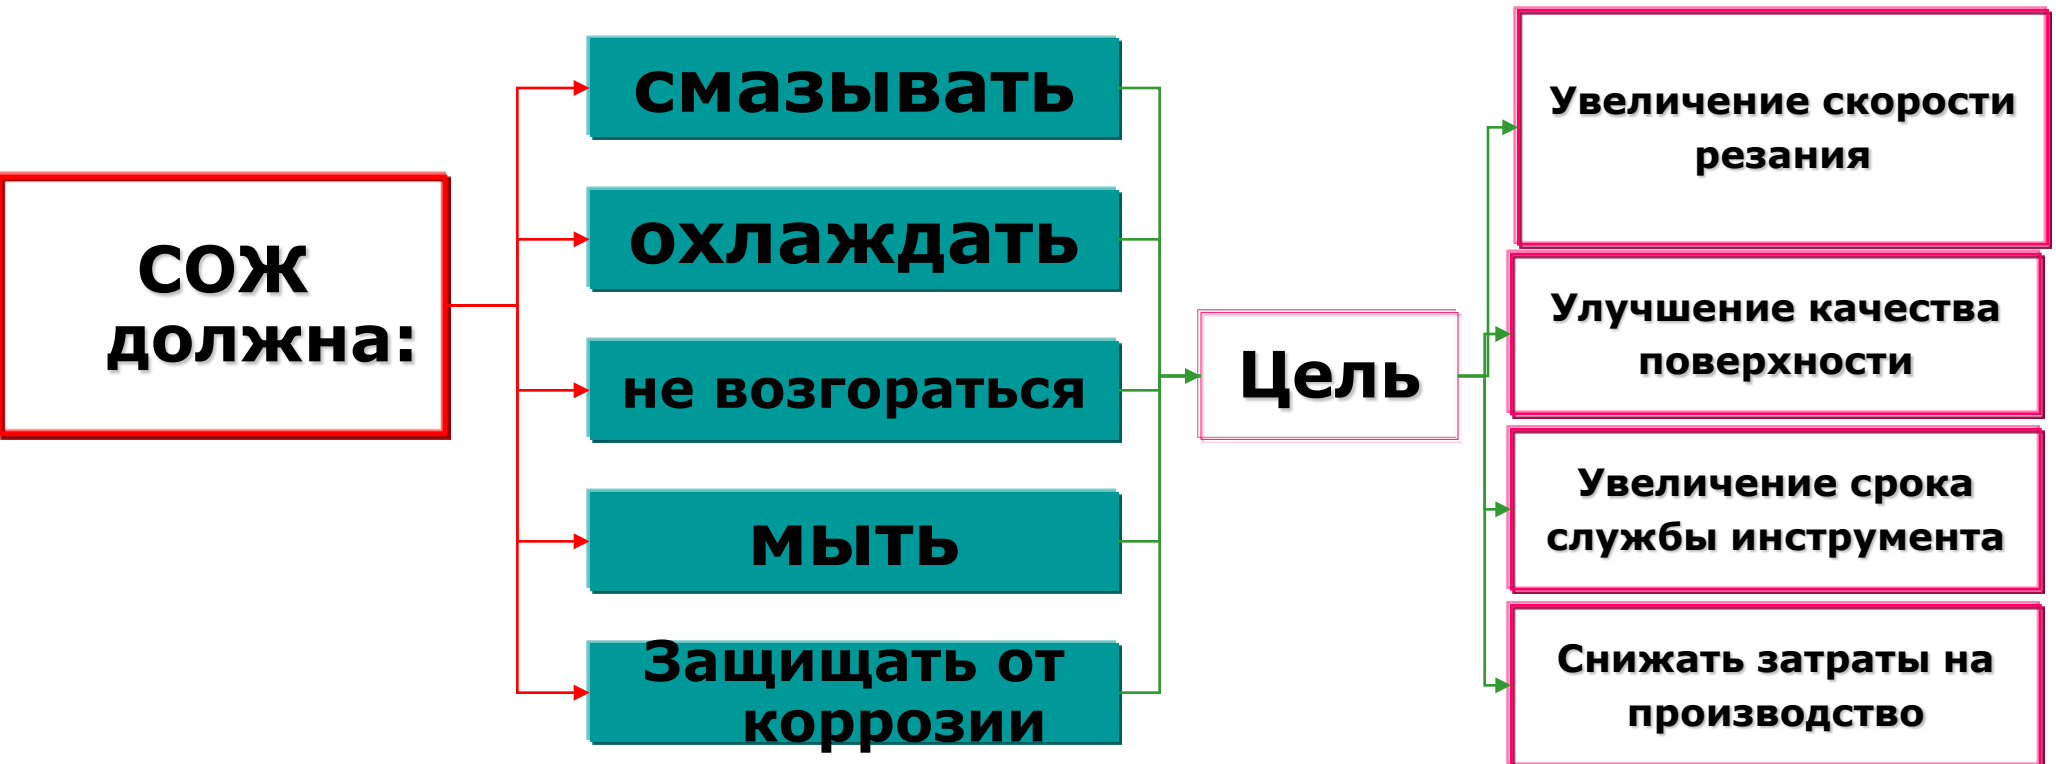 СОЖ
должна:
смазывать
охлаждать
не возгораться
мыть
Защищать от
коррозии
Цель
Увеличение скорости
резания
Улучшение качества
поверхности
Увеличение срока
службы инструмента
Снижать затраты на
производство